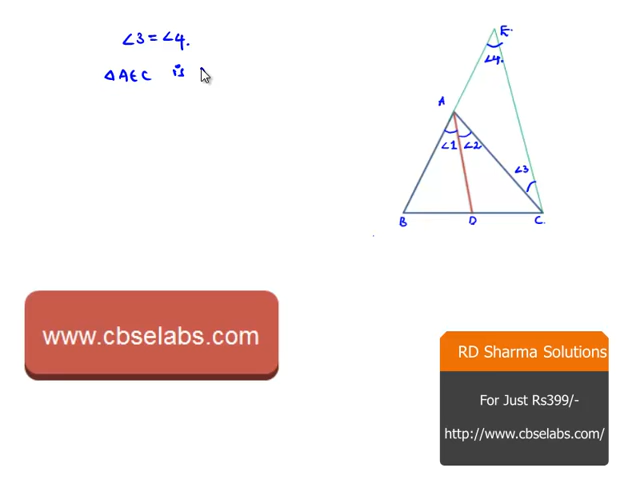 ∠3 = ∠4.
△AEC is
E.
∠4.
A
∠1 ∠2
∠3
B D C.
www.cbselabs.com
RD Sharma Solutions
For Just Rs399/-
http://www.cbselabs.com/